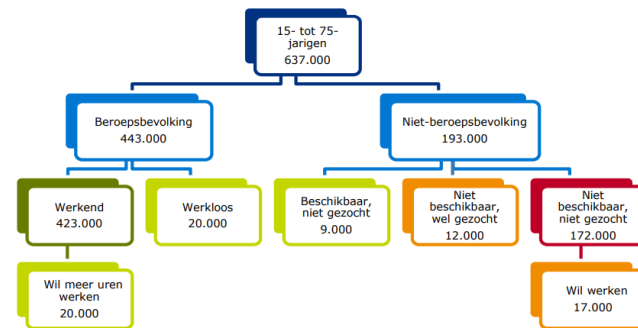 15- tot 75-
jarigen
637.000
Beroepsbevolking
443.000
Niet-beroepsbevolking
193.000
Werkend
423.000
Werkloos
20.000
Beschikbaar,
niet gezocht
9.000
Niet
beschikbaar,
wel gezocht
12.000
Niet
beschikbaar,
niet gezocht
172.000
Wil meer uren
werken
20.000
Wil werken
17.000